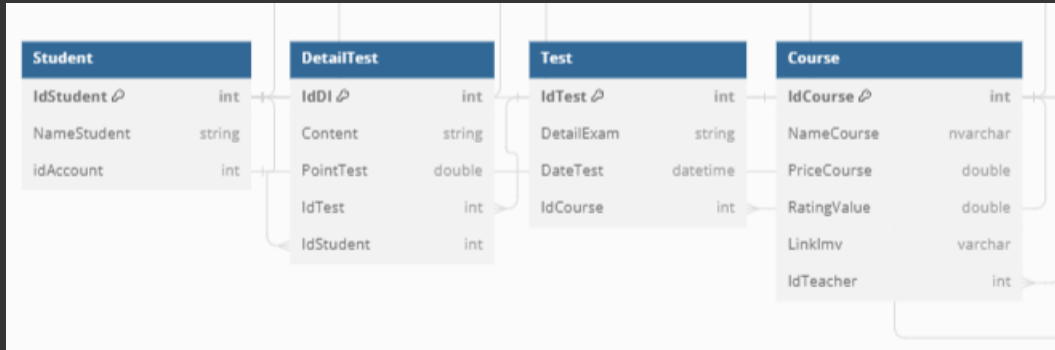 Student
IdStudent int
NameStudent string
idAccount int
DetailTest
IdDl int
Content string
PointTest double
IdTest int
IdStudent int
Test
IdTest int
DetailExam string
DateTest datetime
IdCourse int
Course
IdCourse int
NameCourse nvarchar
PriceCourse double
RatingValue double
LinkImv varchar
IdTeacher int